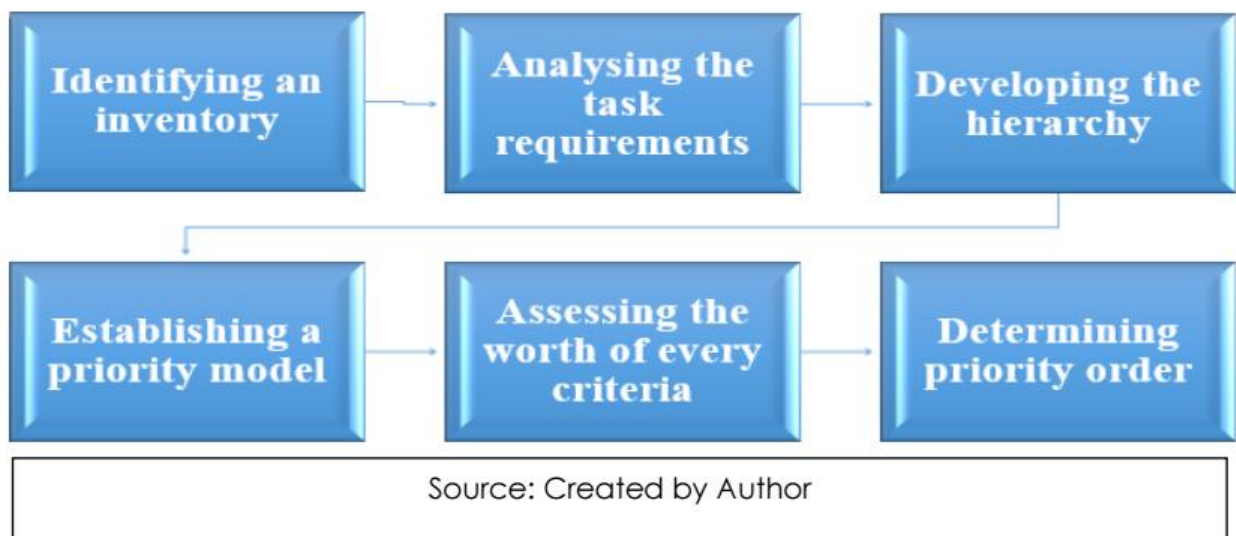 Identifying an
inventory
Analysing the
task
requirements
Developing the
hierarchy
Establishing a
priority model
Assessing the
worth of every
criteria
Determining
priority order
Source: Created by Author